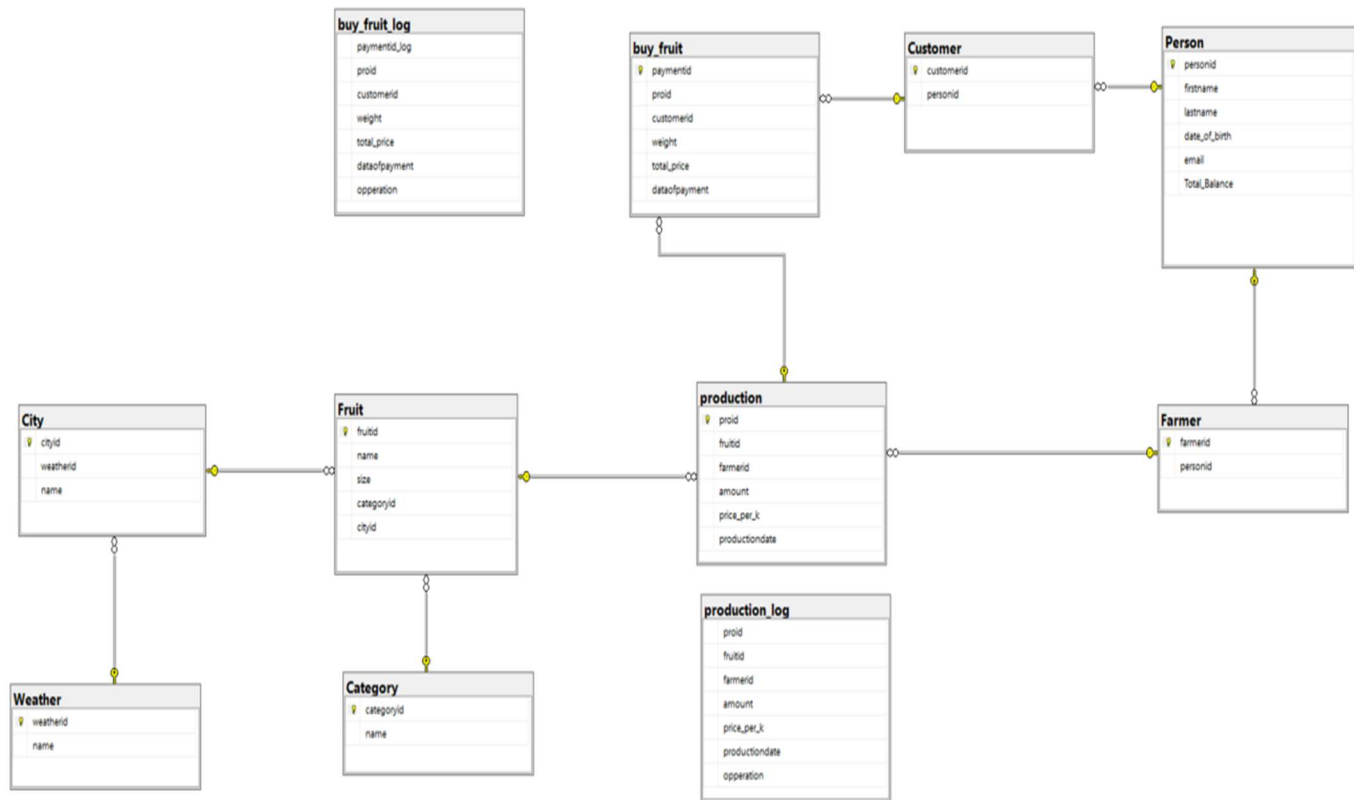 buy_fruit_log
paymentid_log
proid
customerid
weight
total_price
dataofpayment
opperation
buy_fruit
paymentid
proid
customerid
weight
total_price
dataofpayment
Customer
customerid
personid
Person
personid
firstname
lastname
date_of_birth
email
Total_Balance
City
cityid
weatherid
name
Fruit
fruitid
name
size
categoryid
cityid
production
proid
fruitid
farmerid
amount
price_per_k
productiondate
Farmer
farmerid
personid
Weather
weatherid
name
Category
categoryid
name
production_log
proid
fruitid
farmerid
amount
price_per_k
productiondate
opperation